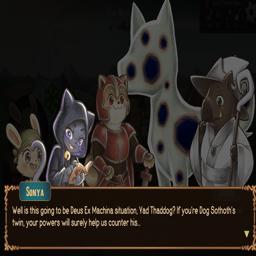 Sonya
Well is this going to be Deus Ex Machina situation, Yad Thaddog? If you're Dog Sothoth's
twin, your powers will surely help us counter his..